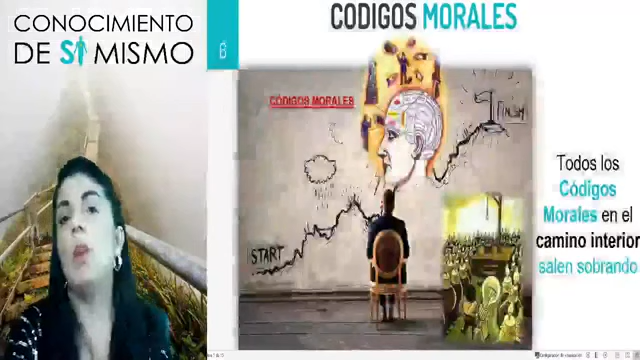 CONOCIMIENTO
DE SÍ MISMO
B
CODIGOS MORALES
CÓDIGOS MORALES
FINISH
START
Todos los
Códigos
Morales en el
camino interior
salen sobrando